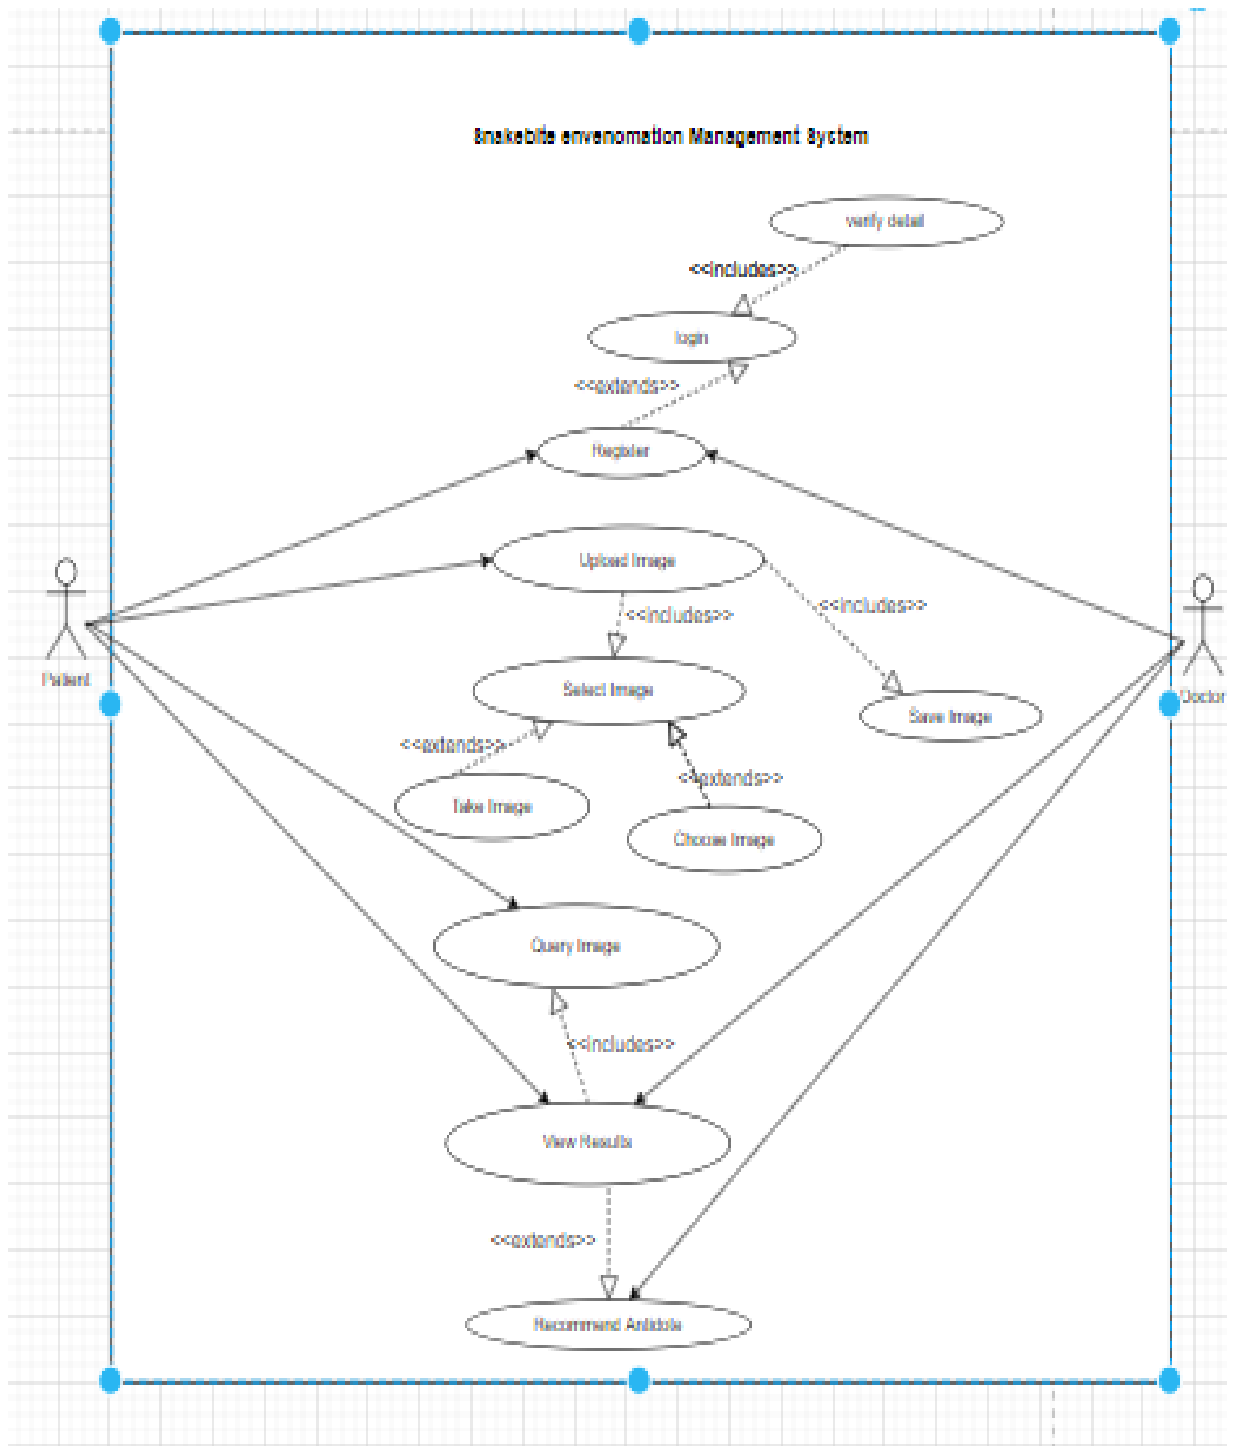 Snakebite envenomation Management System
verify detail
<<includes>>
login
<<extends>>
Register
Upload Image
<<includes>>
<<includes>>
Patient
Select Image
Doctor
Save Image
<<extends>>
<<extends>>
Take Image
Choose Image
Query Image
<<includes>>
View Results
<<extends>>
Recommend Antidote